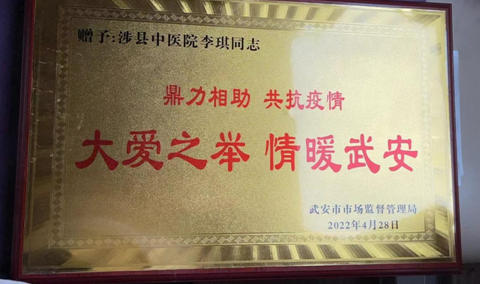 赠予:涉县中医院李琪同志
鼎力相助 共抗疫情
大爱之举 情暖武安
武安市市场监督管理局
2022年4月28日